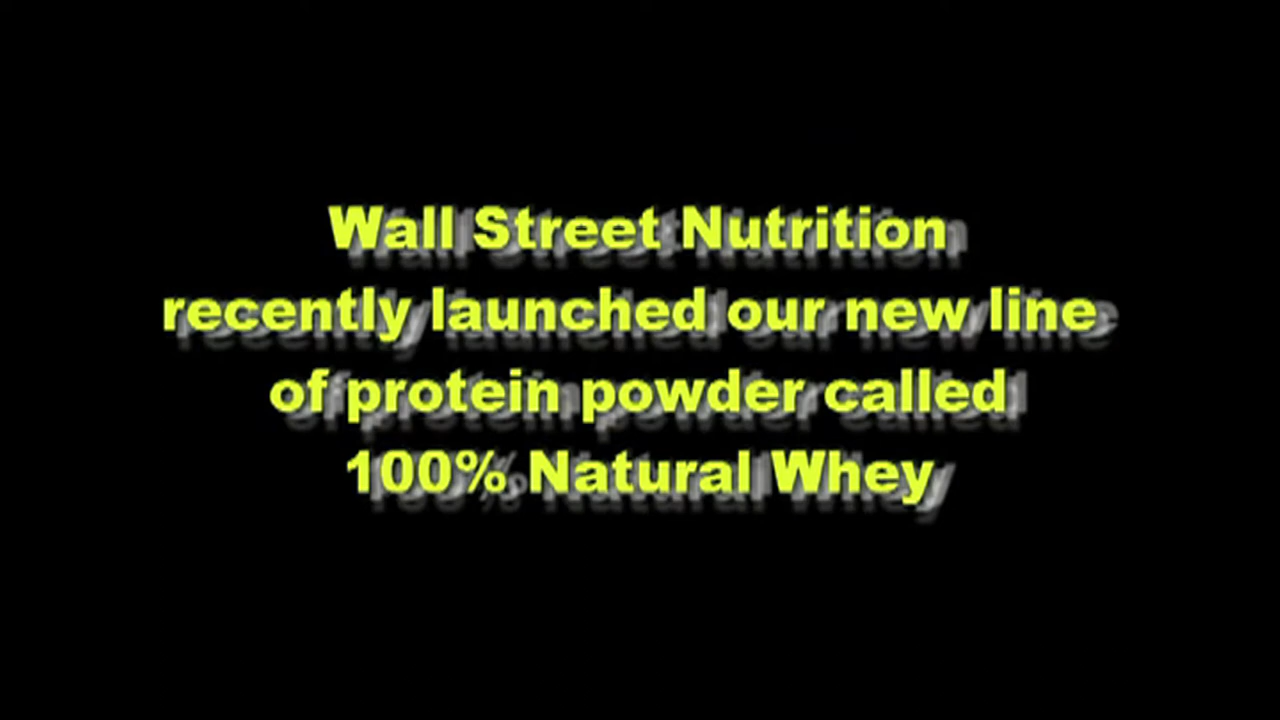 Wall Street Nutrition
recently launched our new line
of protein powder called
100% Natural Whey